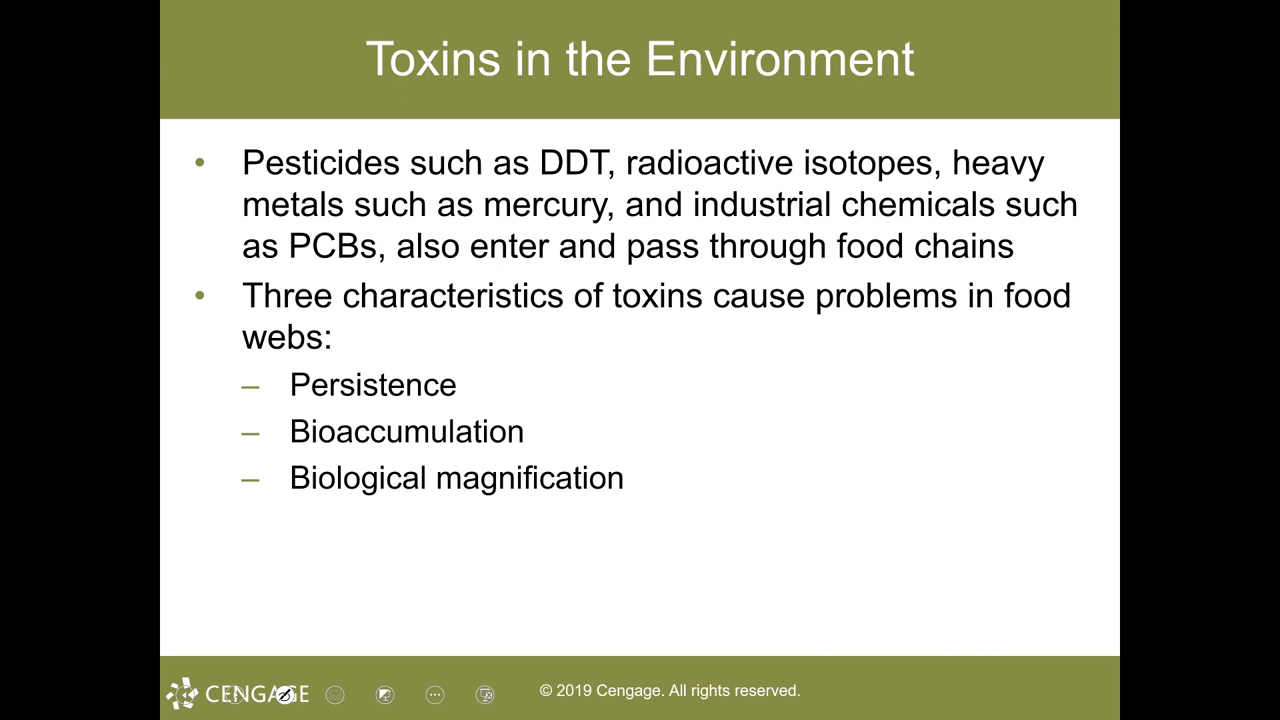 Toxins in the Environment
• Pesticides such as DDT, radioactive isotopes, heavy
metals such as mercury, and industrial chemicals such
as PCBs, also enter and pass through food chains
• Three characteristics of toxins cause problems in food
webs:
– Persistence
– Bioaccumulation
– Biological magnification
CENGAGE
© 2019 Cengage. All rights reserved.